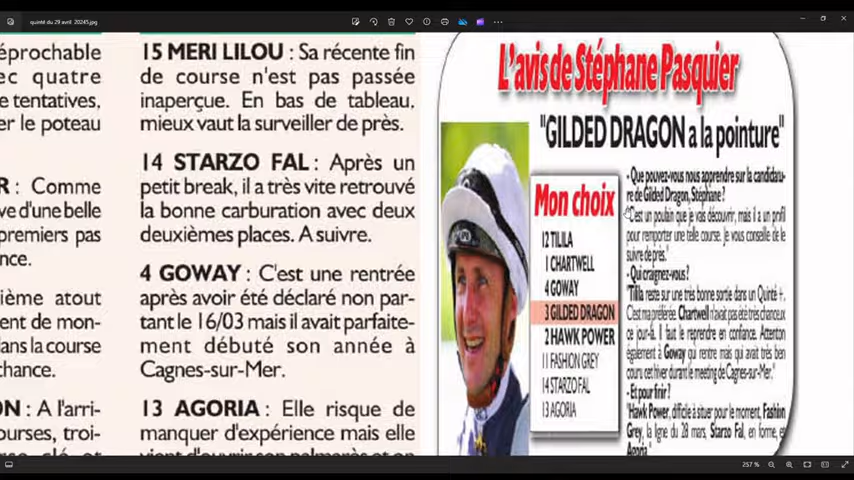 quinté du 29 avril 20245.jpg
éprochable
ec quatre
e tentatives,
er le poteau
R : Comme
ve d'une belle
premiers pas
nce.
ième atout
ent de mon-
dans la course
chance.
ON : A l'arri-
ourses, troi-
15 MERI LILOU : Sa récente fin
de course n'est pas passée
inaperçue. En bas de tableau,
mieux vaut la surveiller de près.
14 STARZO FAL : Après un
petit break, il a très vite retrouvé
la bonne carburation avec deux
deuxièmes places. A suivre.
4 GOWAY : C'est une rentrée
après avoir été déclaré non par-
tant le 16/03 mais il avait parfaite-
ment débuté son année à
Cagnes-sur-Mer.
13 AGORIA : Elle risque de
manquer d'expérience mais elle
vient d'ouvrir son palmarès et on
L'avis de Stéphane Pasquier
"GILDED DRAGON a la pointure"
Mon choix
12 TILILA
1 CHARTWELL
4 GOWAY
3 GILDED DRAGON
2 HAWK POWER
11 FASHION GREY
14 STARZO FAL
13 AGORIA
- Que pouvez-vous nous apprendre sur la candidatu-
re de Gilded Dragon, Stéphane ?
"C'est un poulain que je vais découvrir, mais il a un profil
pour remporter une telle course. Je vous conseille de le
suivre de près."
- Qui craignez-vous ?
"Tilila reste sur une très bonne sortie dans un Quinté +.
C'est ma préférée. Chartwell n'avait pas été très chanceux
ce jour-là. Il faut le reprendre en confiance. Attention
également à Goway qui rentre mais qui avait très bien
couru cet hiver durant le meeting de Cagnes-sur-Mer."
- Et pour finir ?
"Hawk Power, difficile à situer pour le moment, Fashion
Grey, la ligne du 28 mars, Starzo Fal, en forme, et
Agoria"
257 %